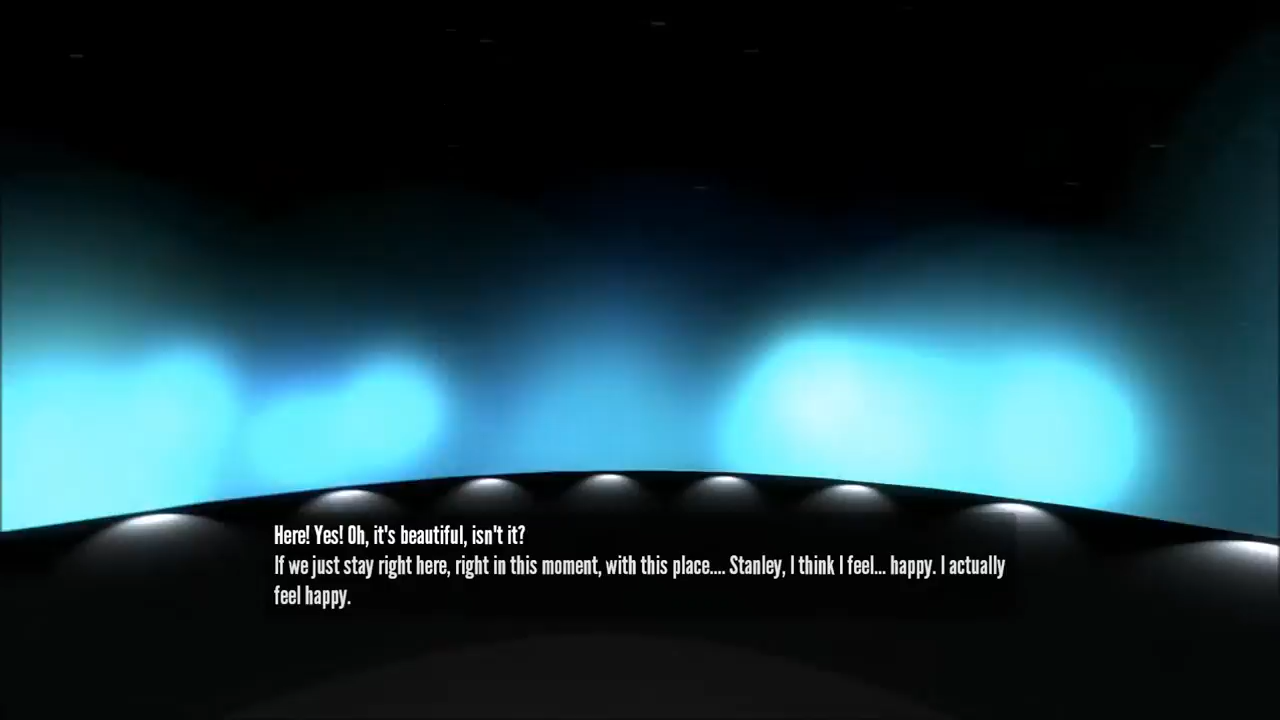 Here! Yes! Oh, it's beautiful, isn't it?
If we just stay right here, right in this moment, with this place.... Stanley, I think I feel... happy. I actually
feel happy.